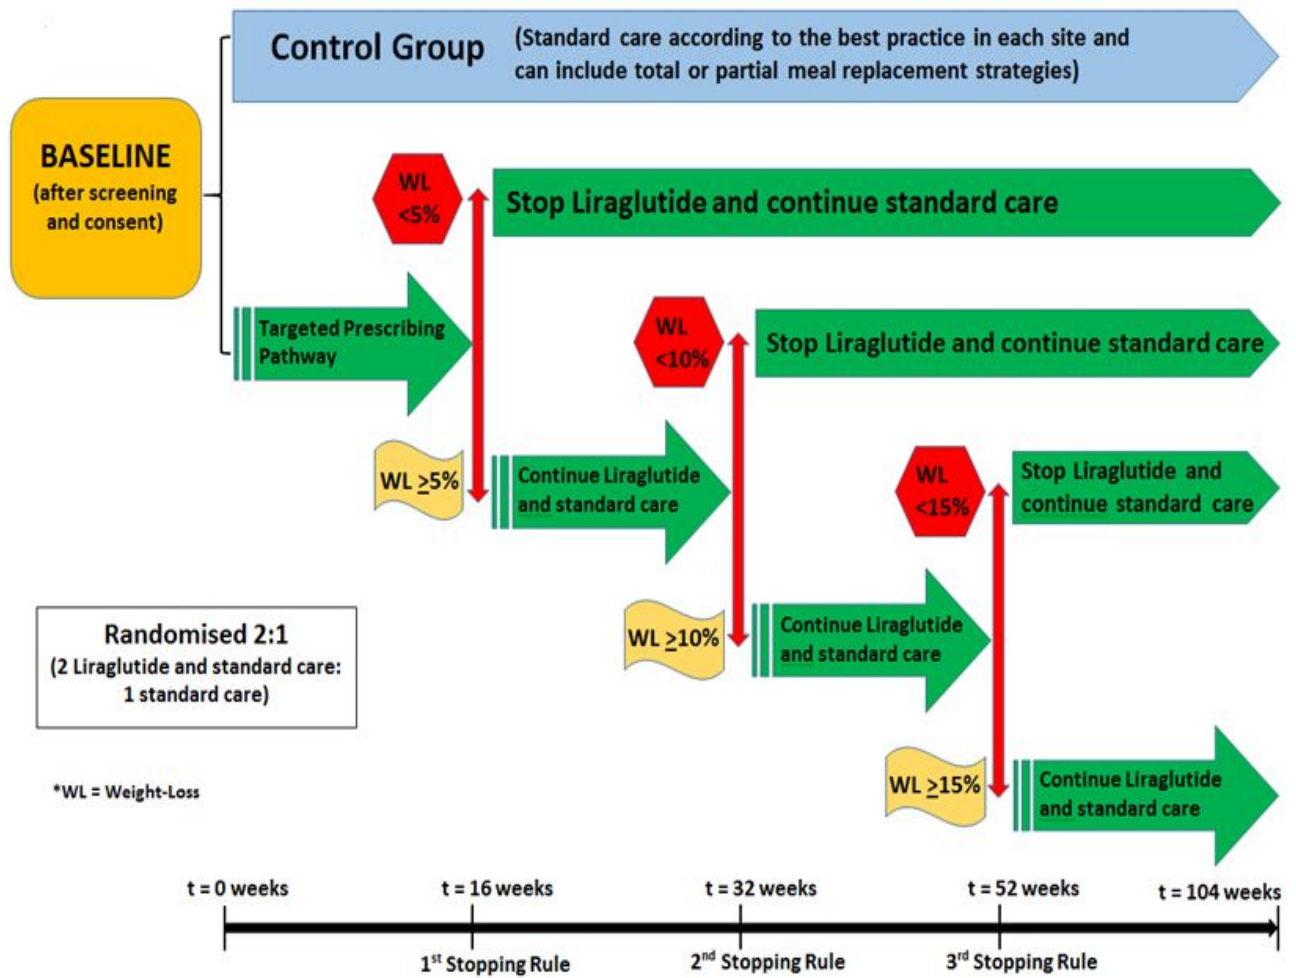 Control Group
(Standard care according to the best practice in each site and
can include total or partial meal replacement strategies)
BASELINE
(after screening
and consent)
WL
<5%
Stop Liraglutide and continue standard care
Targeted Prescribing
Pathway
WL
<10%
Stop Liraglutide and continue standard care
WL ≥5%
Continue Liraglutide
and standard care
WL
<15%
Stop Liraglutide and
continue standard care
Randomised 2:1
(2 Liraglutide and standard care:
1 standard care)
WL ≥10%
Continue Liraglutide
and standard care
*WL = Weight-Loss
WL ≥15%
Continue Liraglutide
and standard care
t = 0 weeks
t = 16 weeks
t = 32 weeks
t = 52 weeks
t = 104 weeks
1st Stopping Rule
2nd Stopping Rule
3rd Stopping Rule